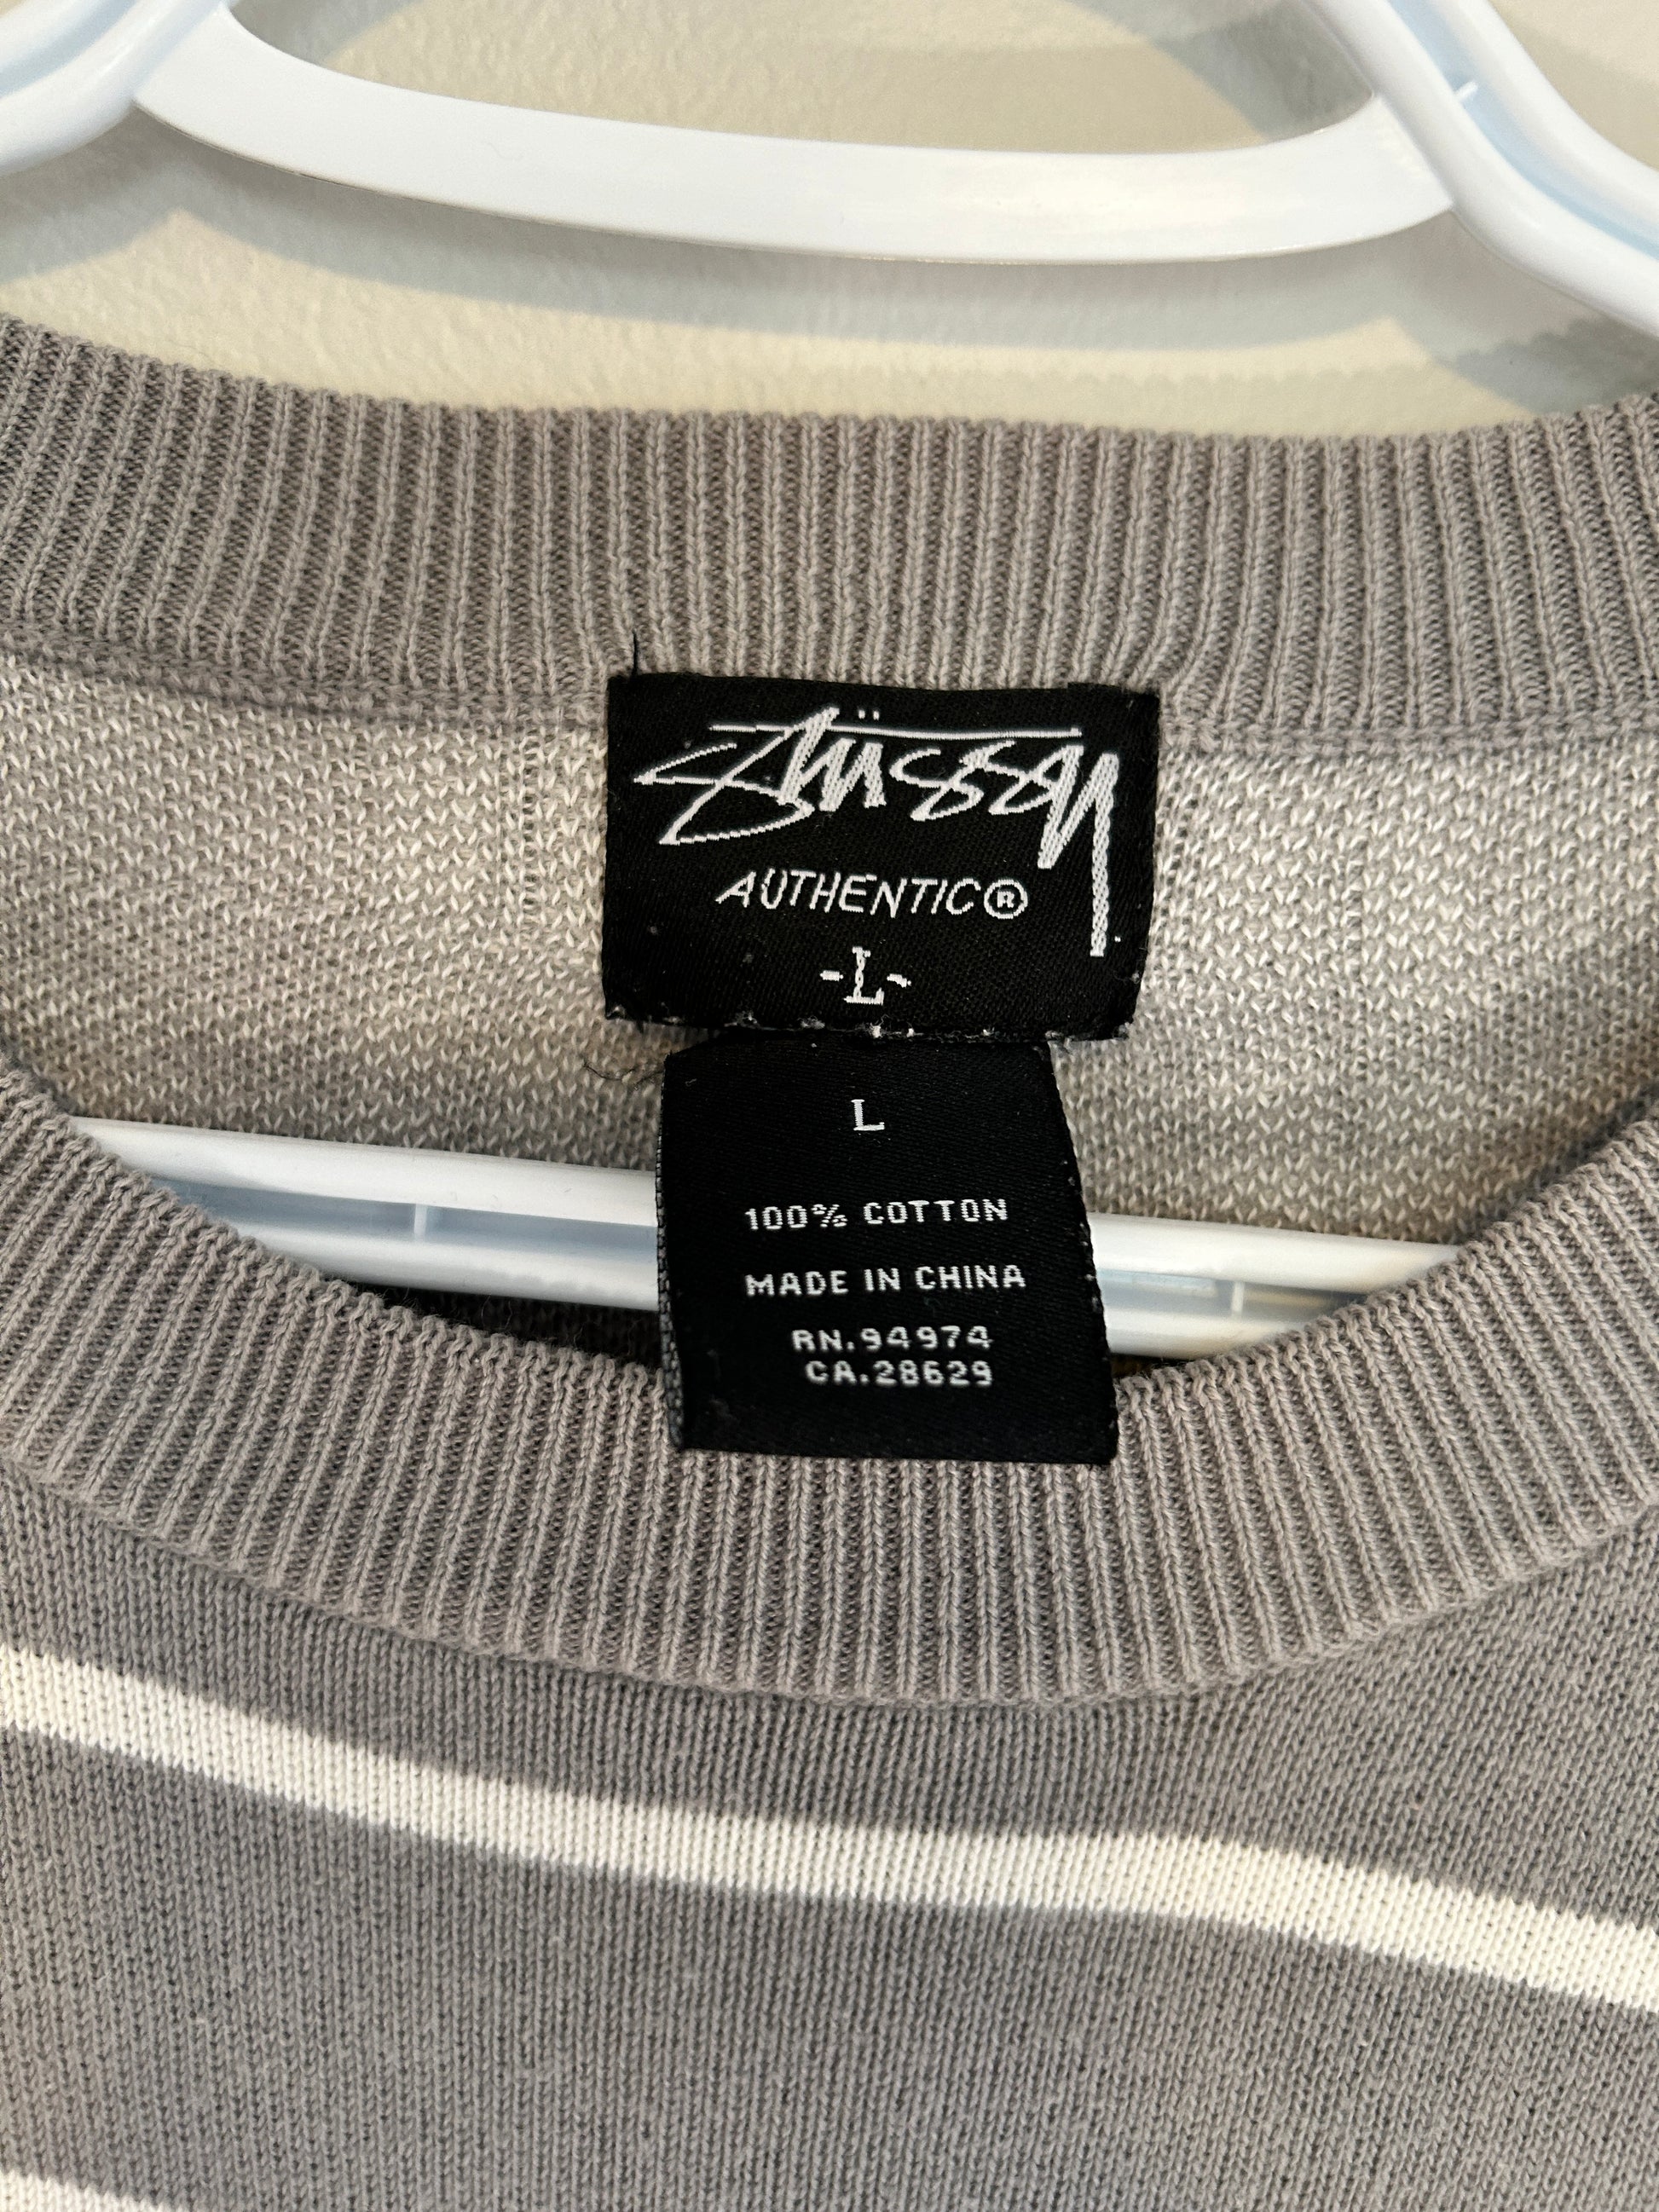 Stüssy
AUTHENTIC®
-L-
L
100% COTTON
MADE IN CHINA
RN.94974
CA.28629